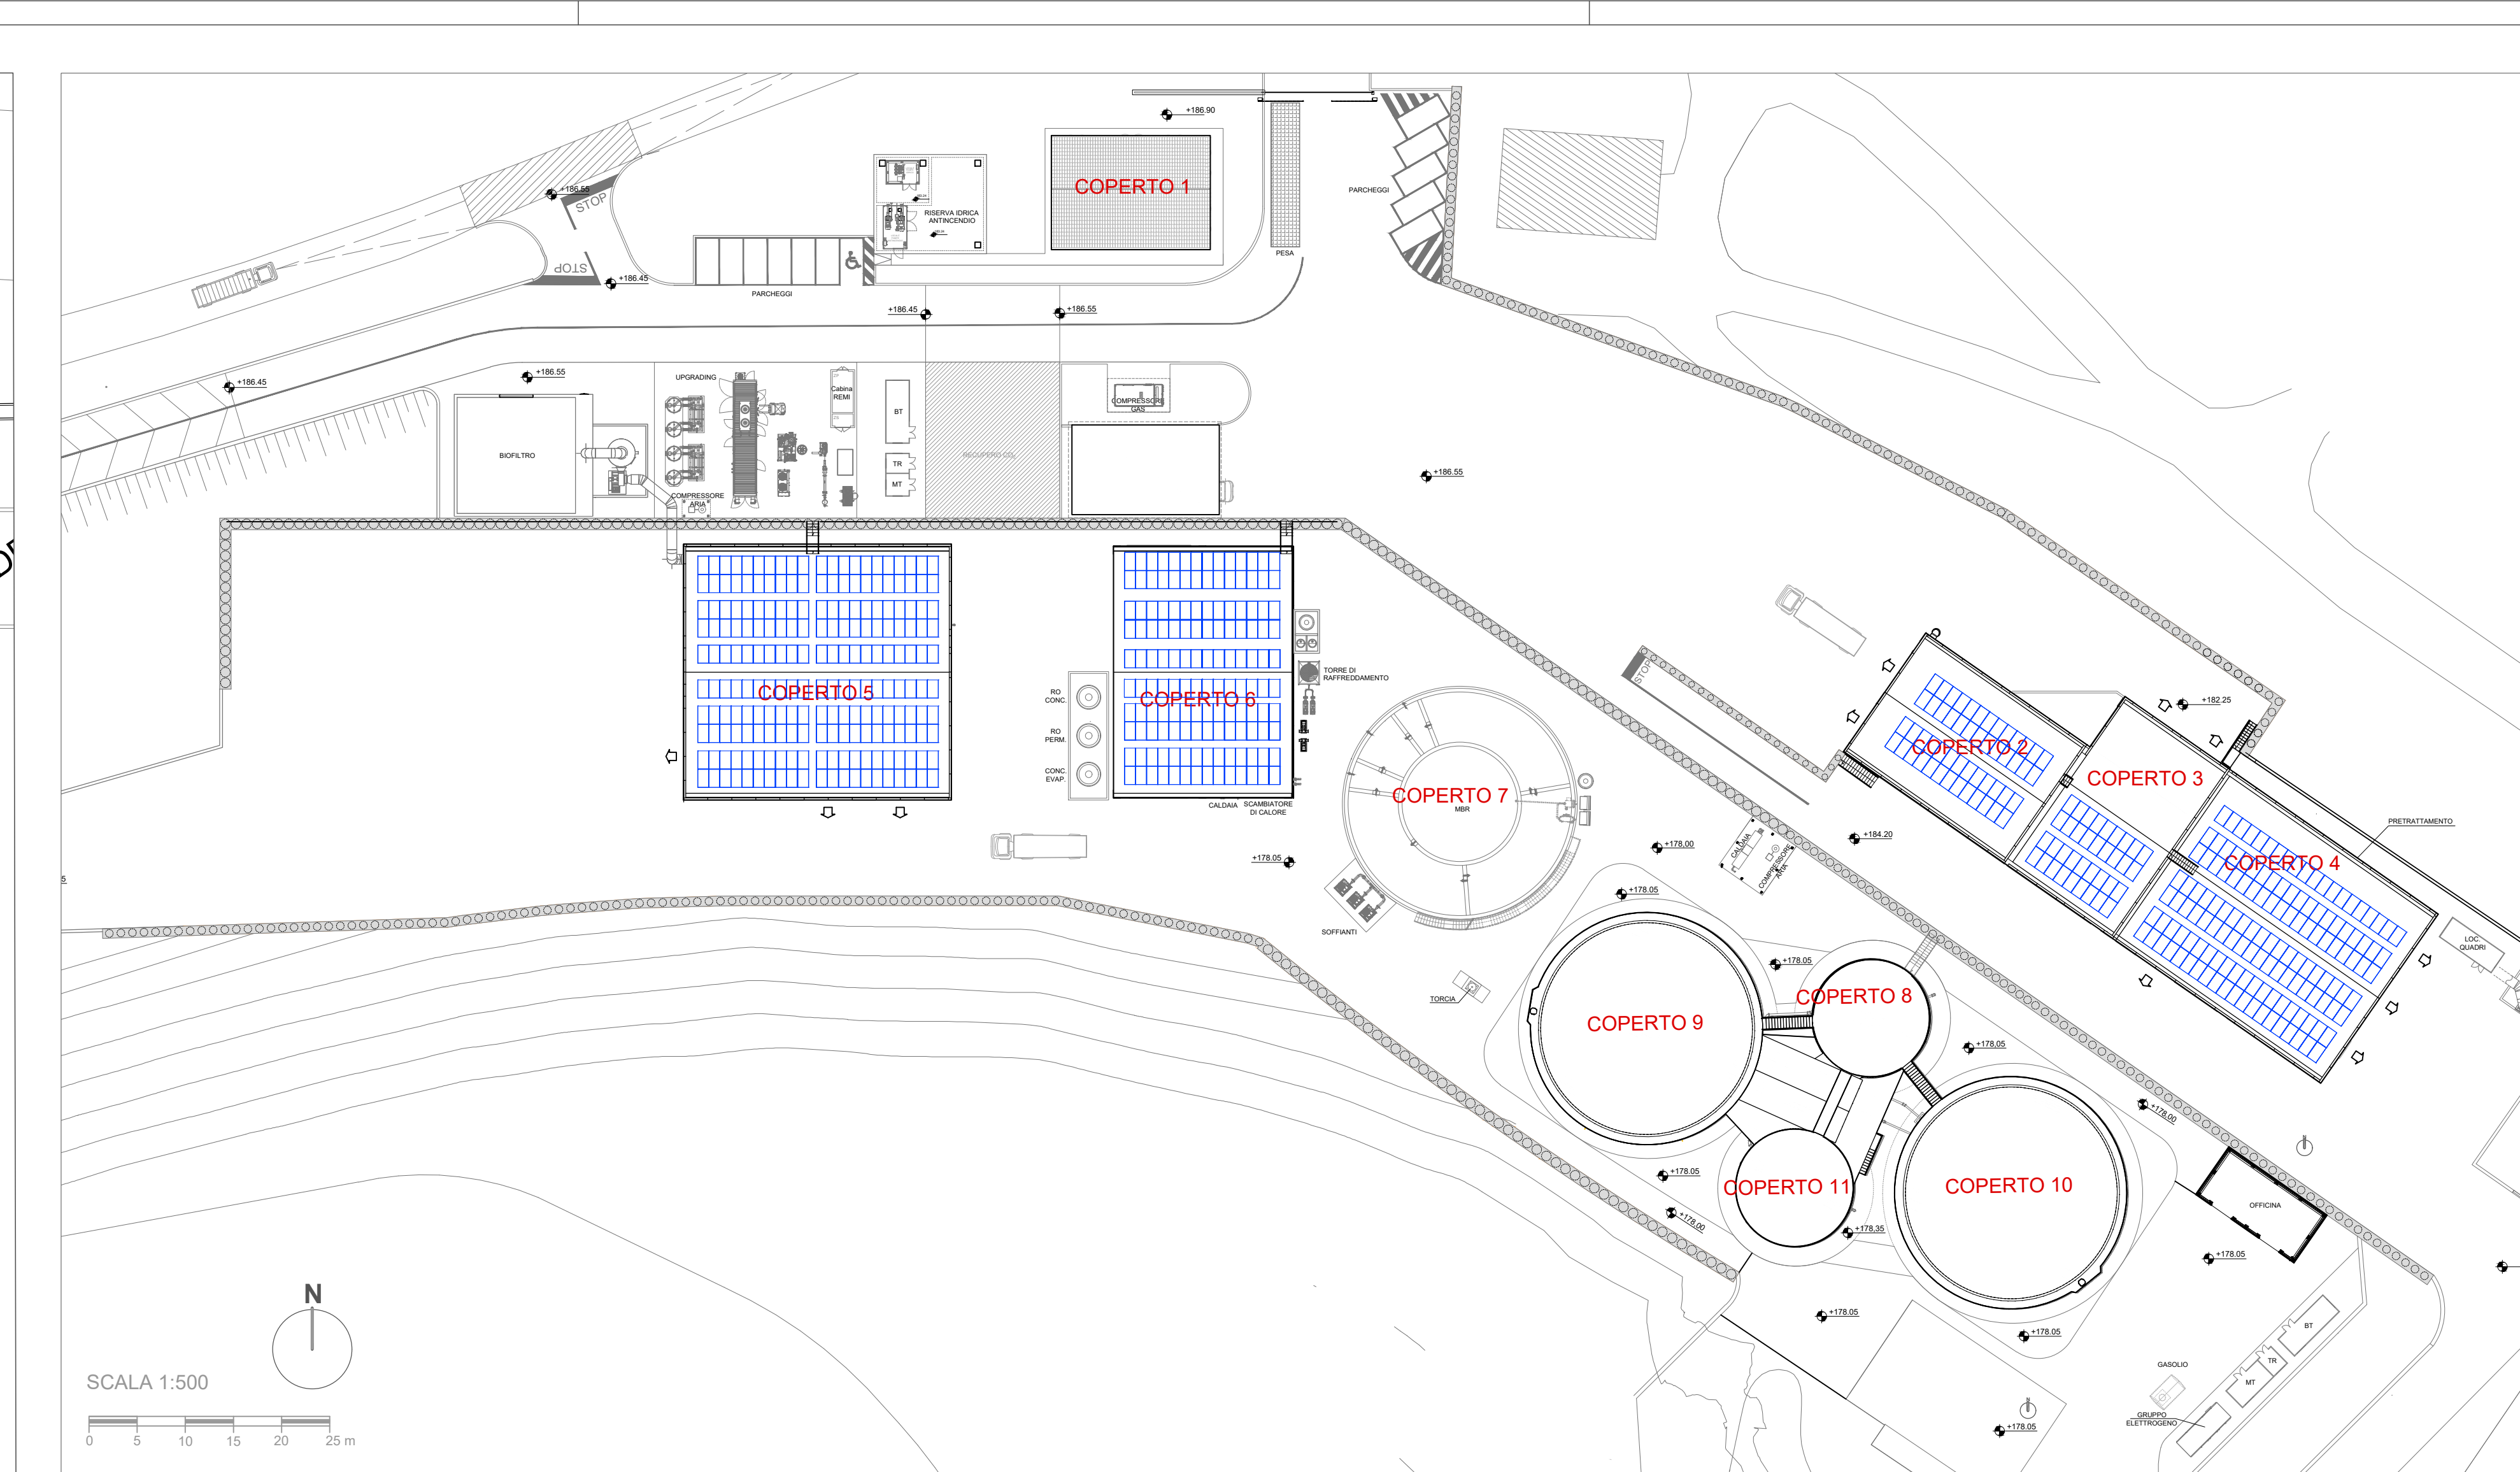 +186.90
COPERTO 1
PARCHEGGI
+186.55
STOP
RISERVA IDRICA
ANTINCENDIO
STOP
+186.45
PESA
PARCHEGGI
+186.45
+186.55
+186.45
+186.55
UPGRADING
Cabina
REMI
BT
COMPRESSORE
GAS
BIOFILTRO
RECUPERO CO2
TR
MT
+186.55
COMPRESSORE
ARIA
TORRE DI
RAFFREDDAMENTO
RO
CONC.
COPERTO 5
COPERTO 6
STOP
+182.25
RO
PERM.
COPERTO 2
CONC.
EVAP.
COPERTO 3
COPERTO 7
MBR
CALDAIA
SCAMBIATORE
DI CALORE
PRETRATTAMENTO
+184.20
+178,00
CALDAIA
COMPRESSORE
ARIA
+178.05
COPERTO 4
5
+178.05
SOFFIANTI
LOC.
QUADRI
+178.05
TORCIA
COPERTO 8
COPERTO 9
+178,05
+178,00
+178.05
COPERTO 11
COPERTO 10
OFFICINA
+178,00
+178,35
+178.05
N
+178.05
+178.05
BT
GASOLIO
TR
MT
SCALA 1:500
GRUPPO
ELETTROGENO
+178.05
0 5 10 15 20 25 m